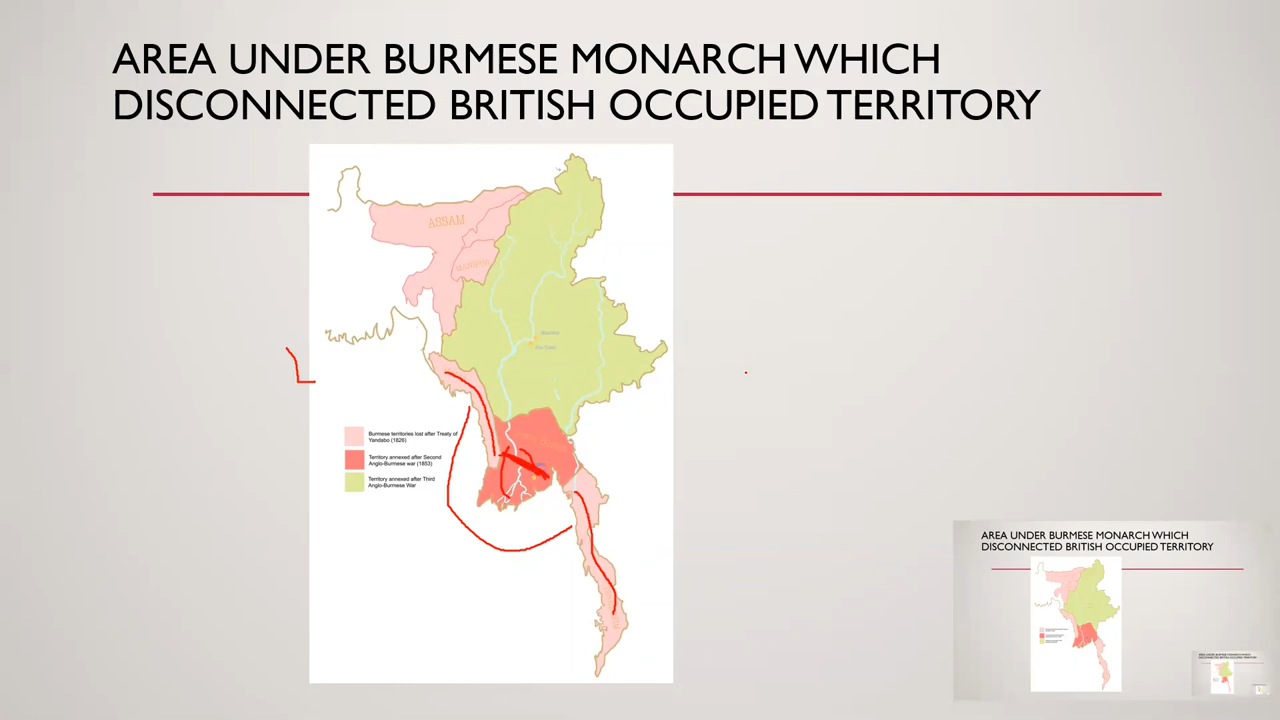 AREA UNDER BURMESE MONARCH WHICH
DISCONNECTED BRITISH OCCUPIED TERRITORY
ASSAM
MANIPUR
Burmese territories lost after Treaty of
Yandabo (1826)
Territory annexed after Second
Anglo-Burmese war (1853)
Territory annexed after Third
Anglo-Burmese War
AREA UNDER BURMESE MONARCH WHICH
DISCONNECTED BRITISH OCCUPIED TERRITORY